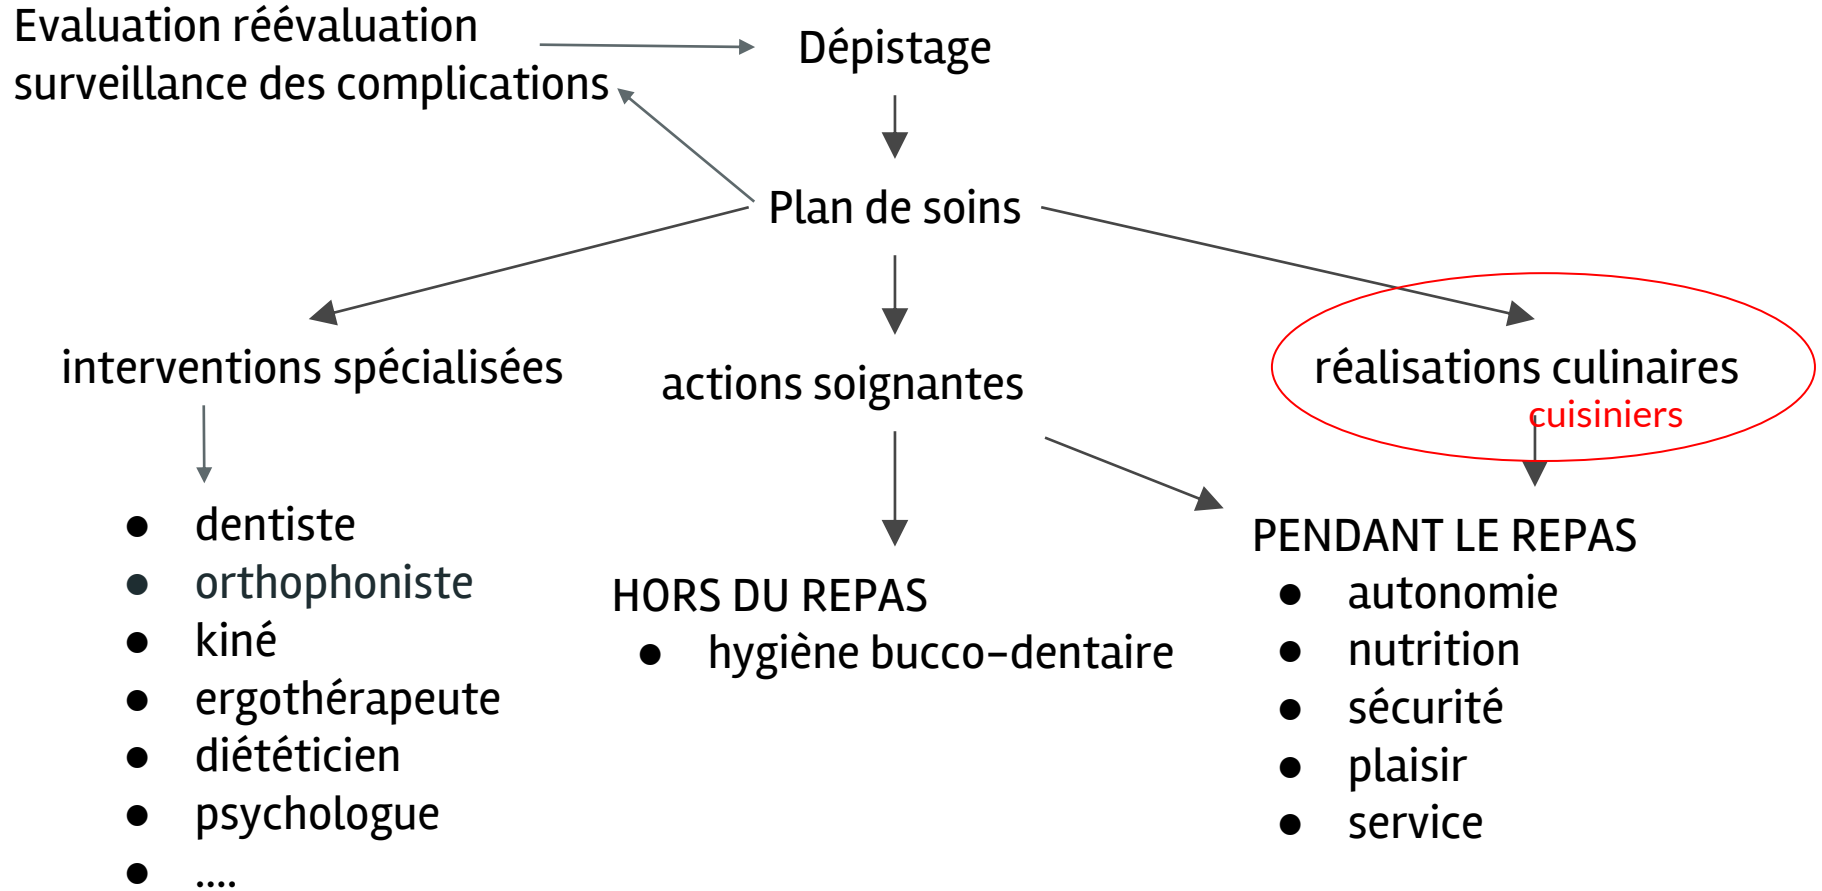 Evaluation réévaluation
surveillance des complications
Dépistage
Plan de soins
interventions spécialisées
actions soignantes
réalisations culinaires
cuisiniers
● dentiste
● orthophoniste
● kiné
● ergothérapeute
● diététicien
● psychologue
● ....
HORS DU REPAS
● hygiène bucco-dentaire
PENDANT LE REPAS
● autonomie
● nutrition
● sécurité
● plaisir
● service